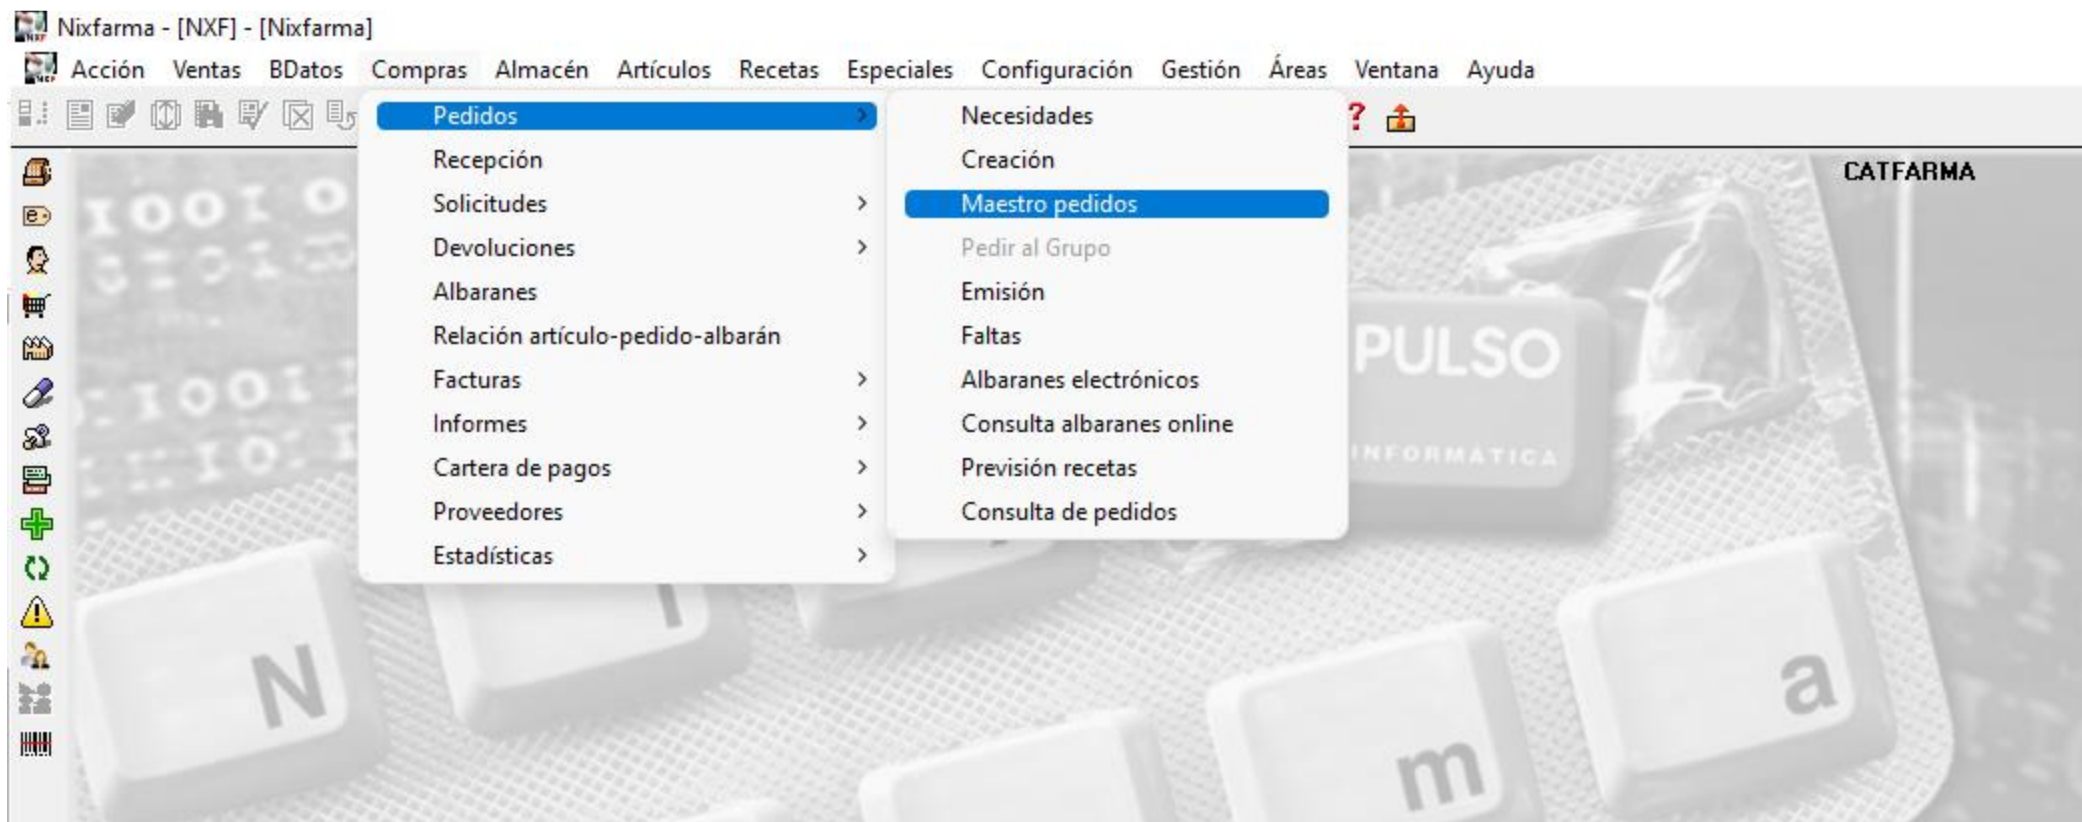 Nixfarma - [NXF] - [Nixfarma]
Acción Ventas BDatos Compras Almacén Artículos Recetas Especiales Configuración Gestión Áreas Ventana Ayuda
CATFARMA
Pedidos
Recepción
Solicitudes
Devoluciones
Albaranes
Relación artículo-pedido-albarán
Facturas
Informes
Cartera de pagos
Proveedores
Estadísticas
Necesidades
Creación
Maestro pedidos
Pedir al Grupo
Emisión
Faltas
Albaranes electrónicos
Consulta albaranes online
Previsión recetas
Consulta de pedidos
PULSO
INFORMÁTICA
N
m
a